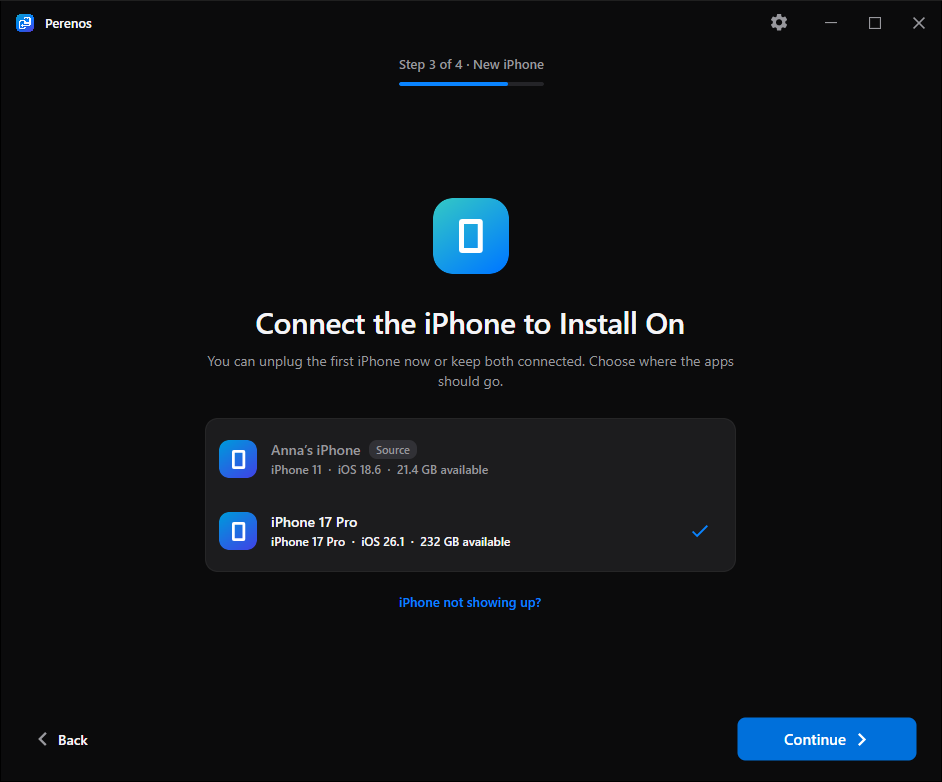 Perenos
Step 3 of 4 · New iPhone
Connect the iPhone to Install On
You can unplug the first iPhone now or keep both connected. Choose where the apps
should go.
Anna’s iPhone Source
iPhone 11 · iOS 18.6 · 21.4 GB available
iPhone 17 Pro
iPhone 17 Pro · iOS 26.1 · 232 GB available
iPhone not showing up?
Back
Continue